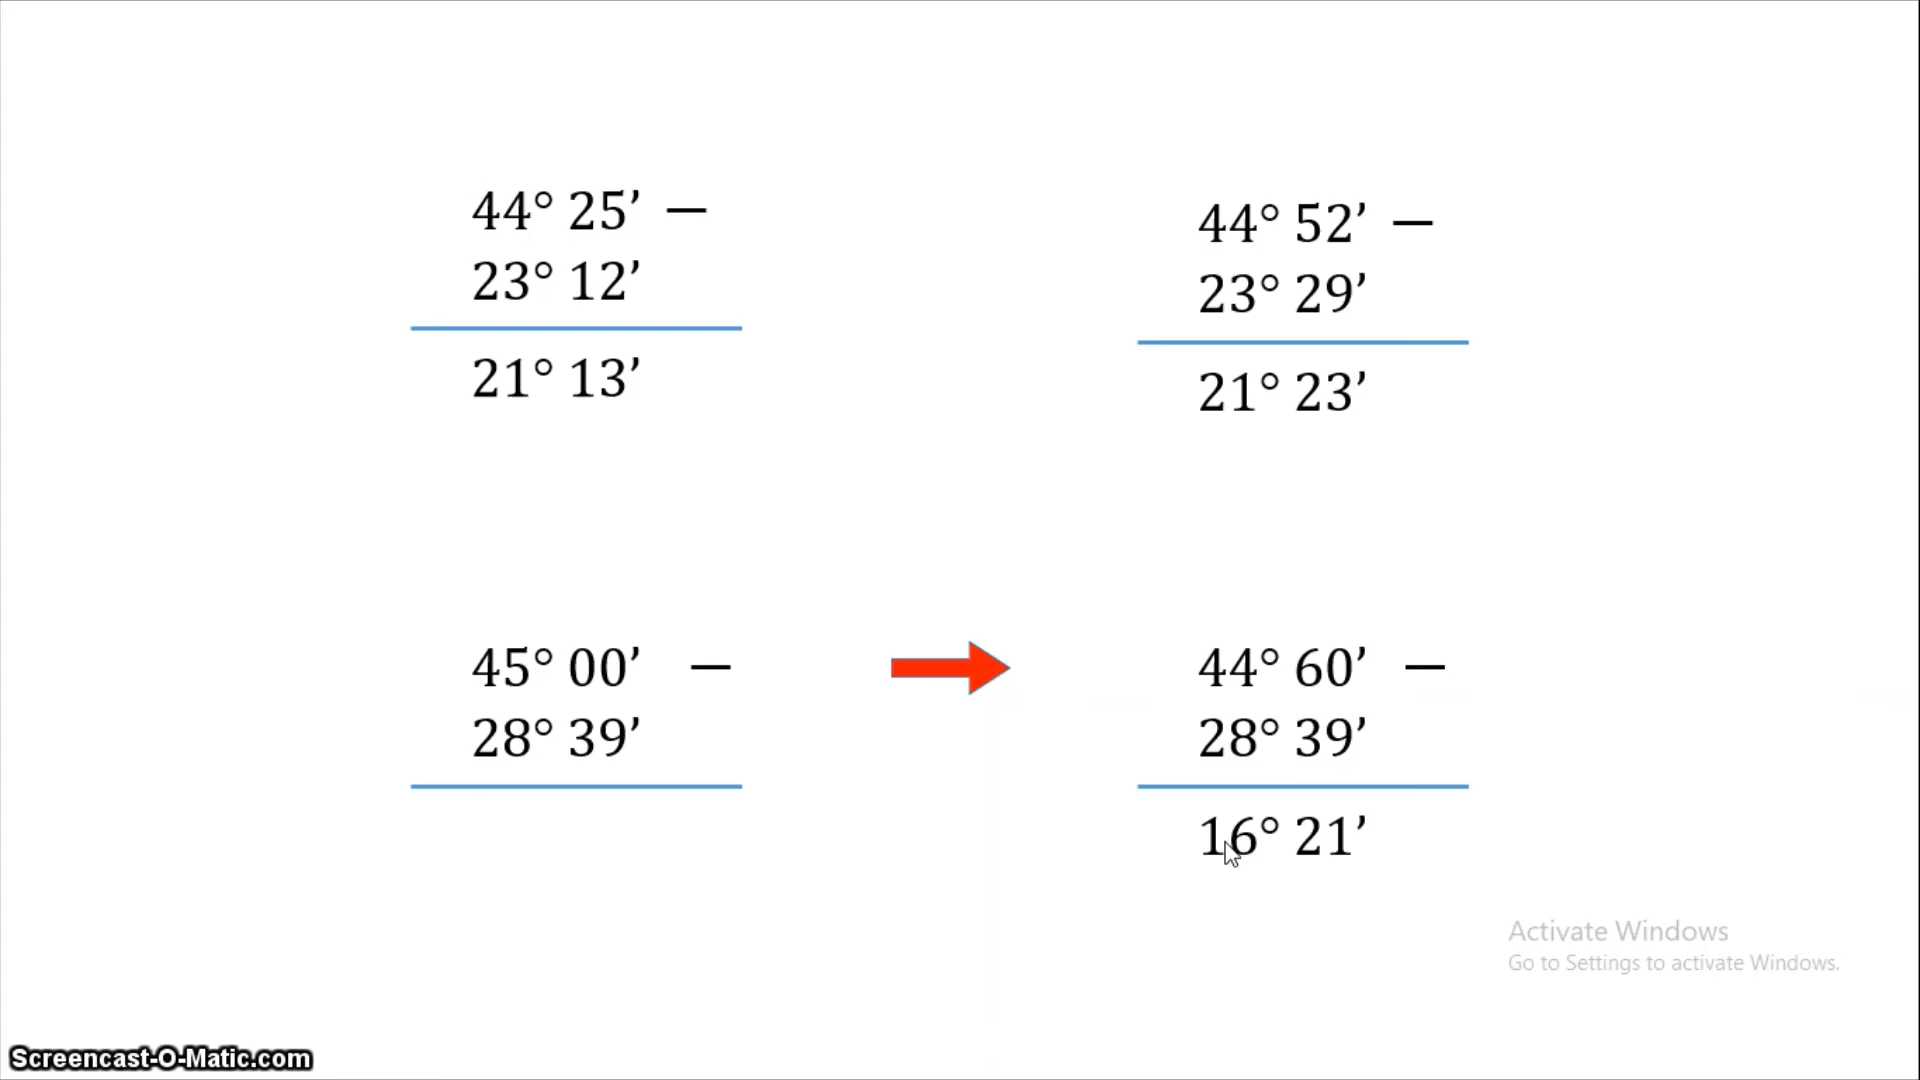 44° 25’ —
23° 12’
21° 13’
44° 52’ —
23° 29’
21° 23’
45° 00’ —
28° 39’
44° 60’ —
28° 39’
16° 21’
Activate Windows
Go to Settings to activate Windows.
Screencast-O-Matic.com